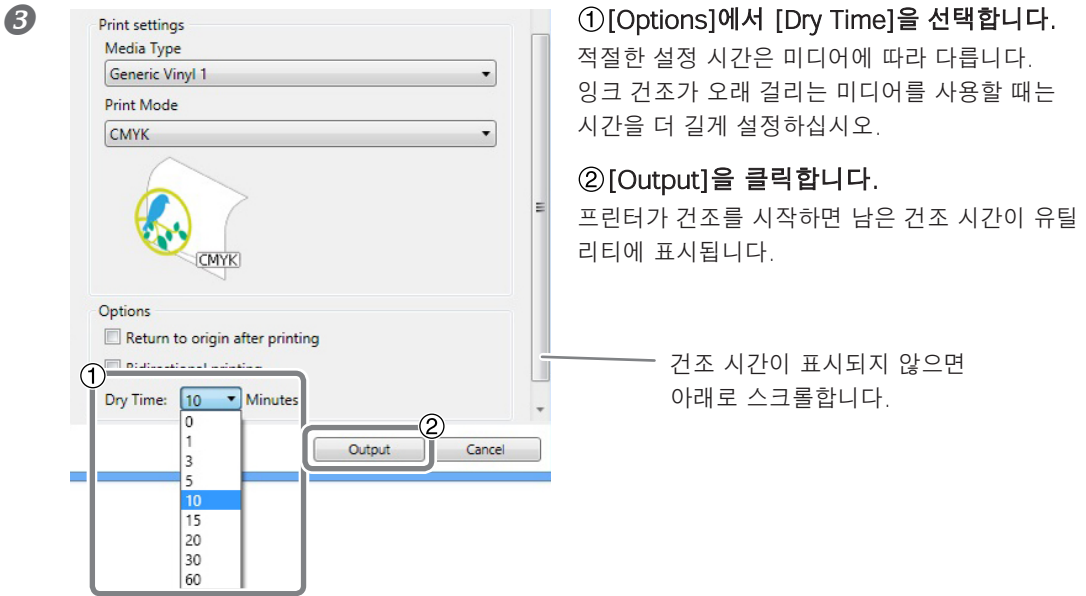 3
Print settings
Media Type
Generic Vinyl 1
Print Mode
CMYK
CMYK
Options
Return to origin after printing
Bidirectional printing
①
Dry Time: 10 Minutes
0
1
3
5
10
15
20
30
60
②
Output Cancel
①[Options]에서 [Dry Time]을 선택합니다.
적절한 설정 시간은 미디어에 따라 다릅니다.
잉크 건조가 오래 걸리는 미디어를 사용할 때는
시간을 더 길게 설정하십시오.
②[Output]을 클릭합니다.
프린터가 건조를 시작하면 남은 건조 시간이 유틸
리티에 표시됩니다.
건조 시간이 표시되지 않으면
아래로 스크롤합니다.